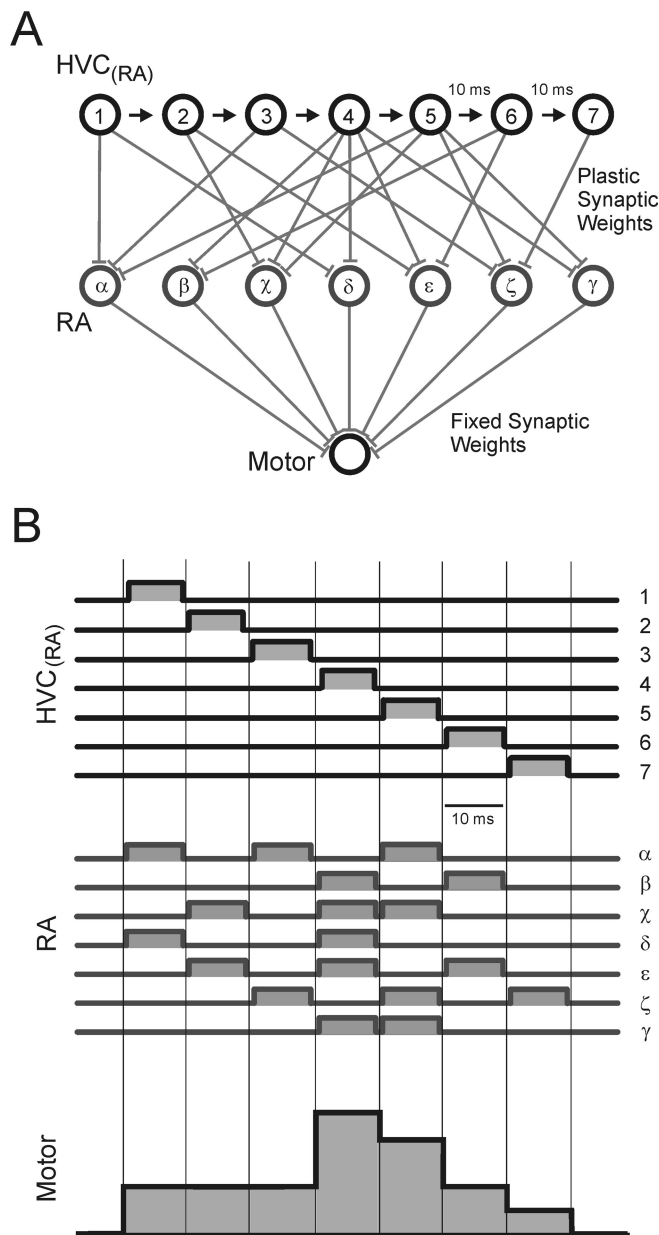 A
HVC(RA)
10 ms 10 ms
1 2 3 4 5 6 7
Plastic
Synaptic
Weights
α β χ δ ε ζ γ
RA
Fixed Synaptic
Weights
Motor
B
HVC(RA)
1
2
3
4
5
6
7
10 ms
RA
α
β
χ
δ
ε
ζ
γ
Motor